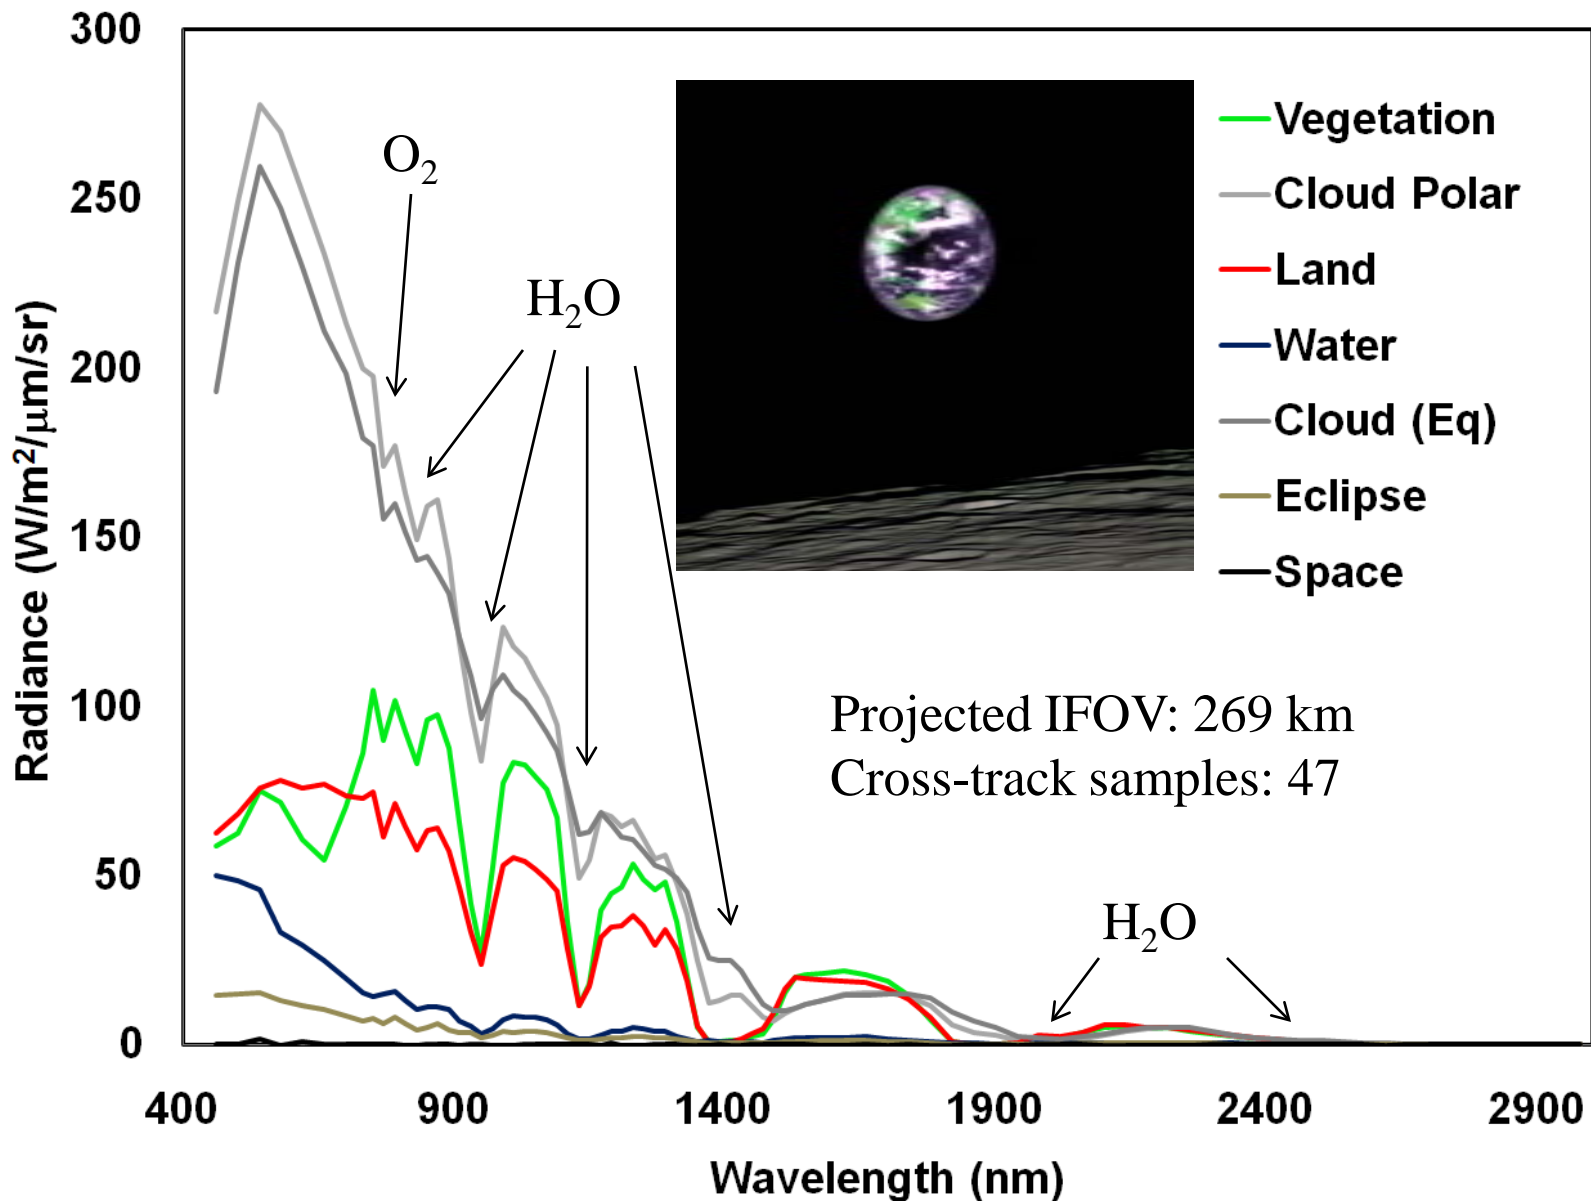 300
250
200
150
100
50
0
Radiance (W/m²/μm/sr)
O₂
H₂O
Vegetation
Cloud Polar
Land
Water
Cloud (Eq)
Eclipse
Space
Projected IFOV: 269 km
Cross-track samples: 47
H₂O
400 900 1400 1900 2400 2900
Wavelength (nm)